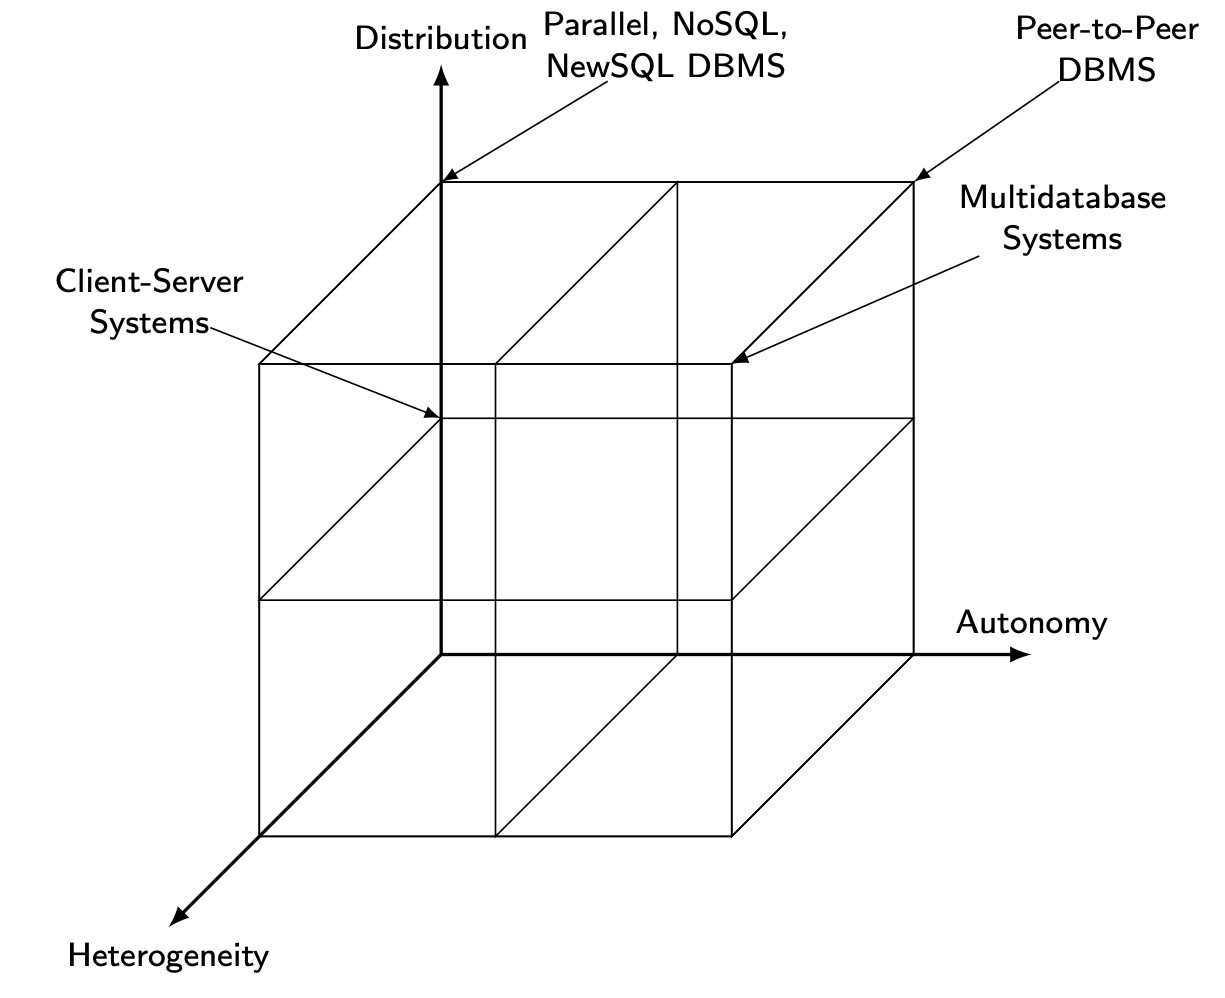 Distribution
Parallel, NoSQL,
NewSQL DBMS
Peer-to-Peer
DBMS
Multidatabase
Systems
Client-Server
Systems
Autonomy
Heterogeneity